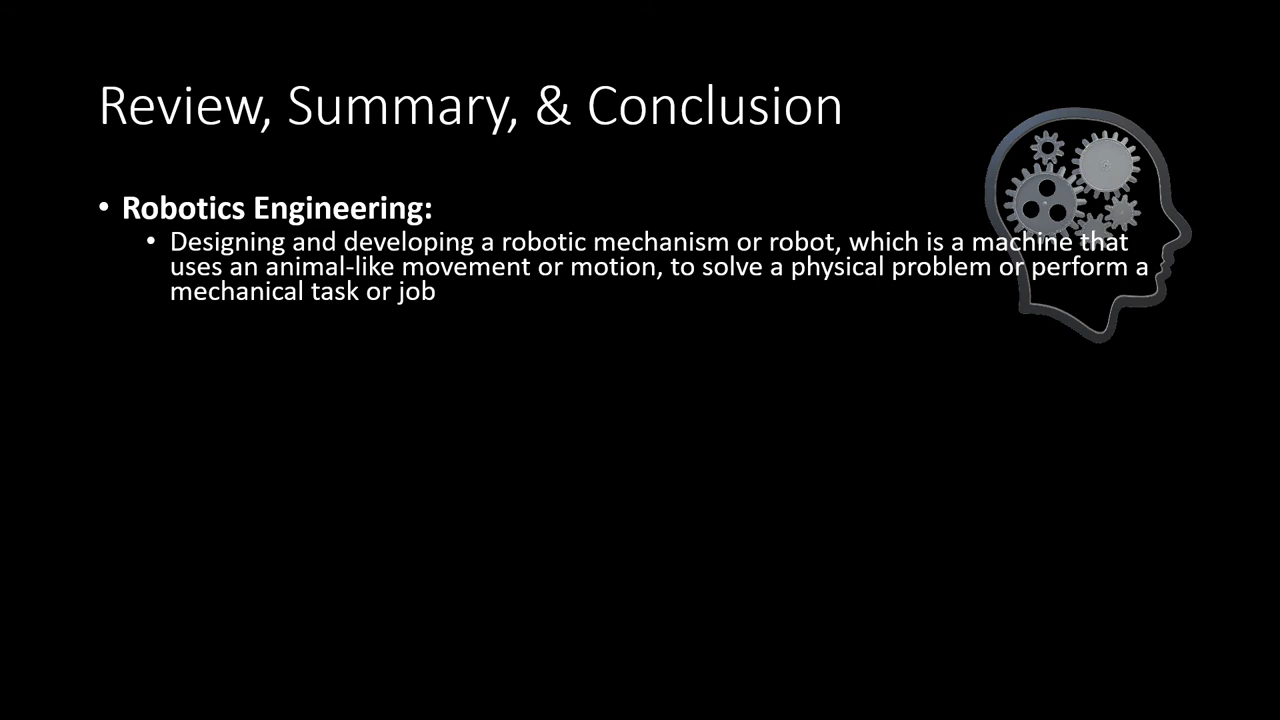 Review, Summary, & Conclusion
• Robotics Engineering:
• Designing and developing a robotic mechanism or robot, which is a machine that
uses an animal-like movement or motion, to solve a physical problem or perform a
mechanical task or job